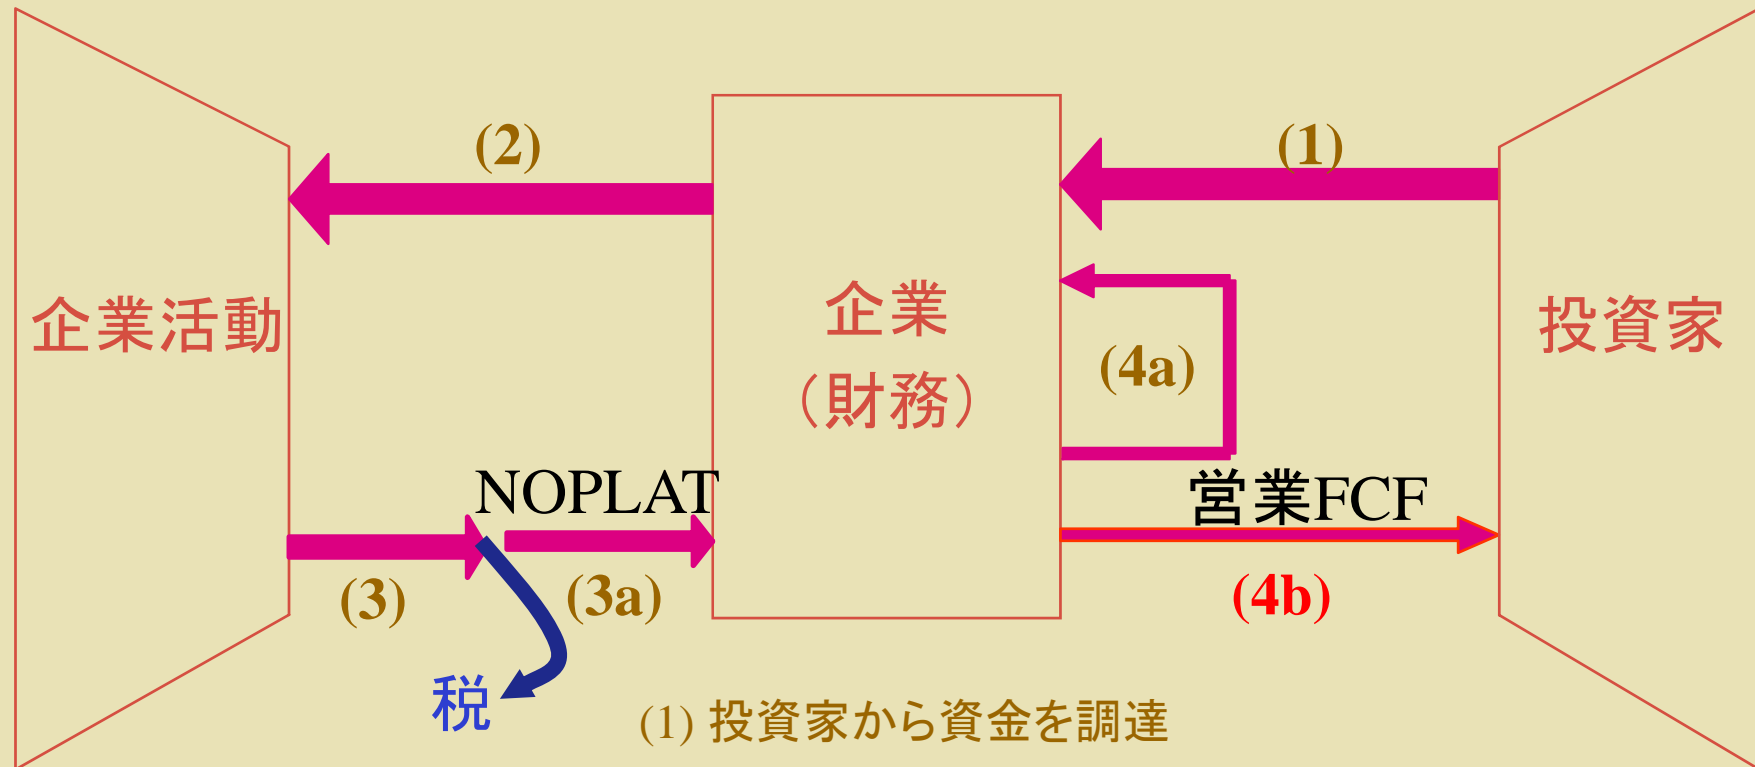 (2)
(1)
企業活動
企業
(財務)
投資家
(4a)
NOPLAT
営業FCF
(3)
(3a)
(4b)
税
(1) 投資家から資金を調達